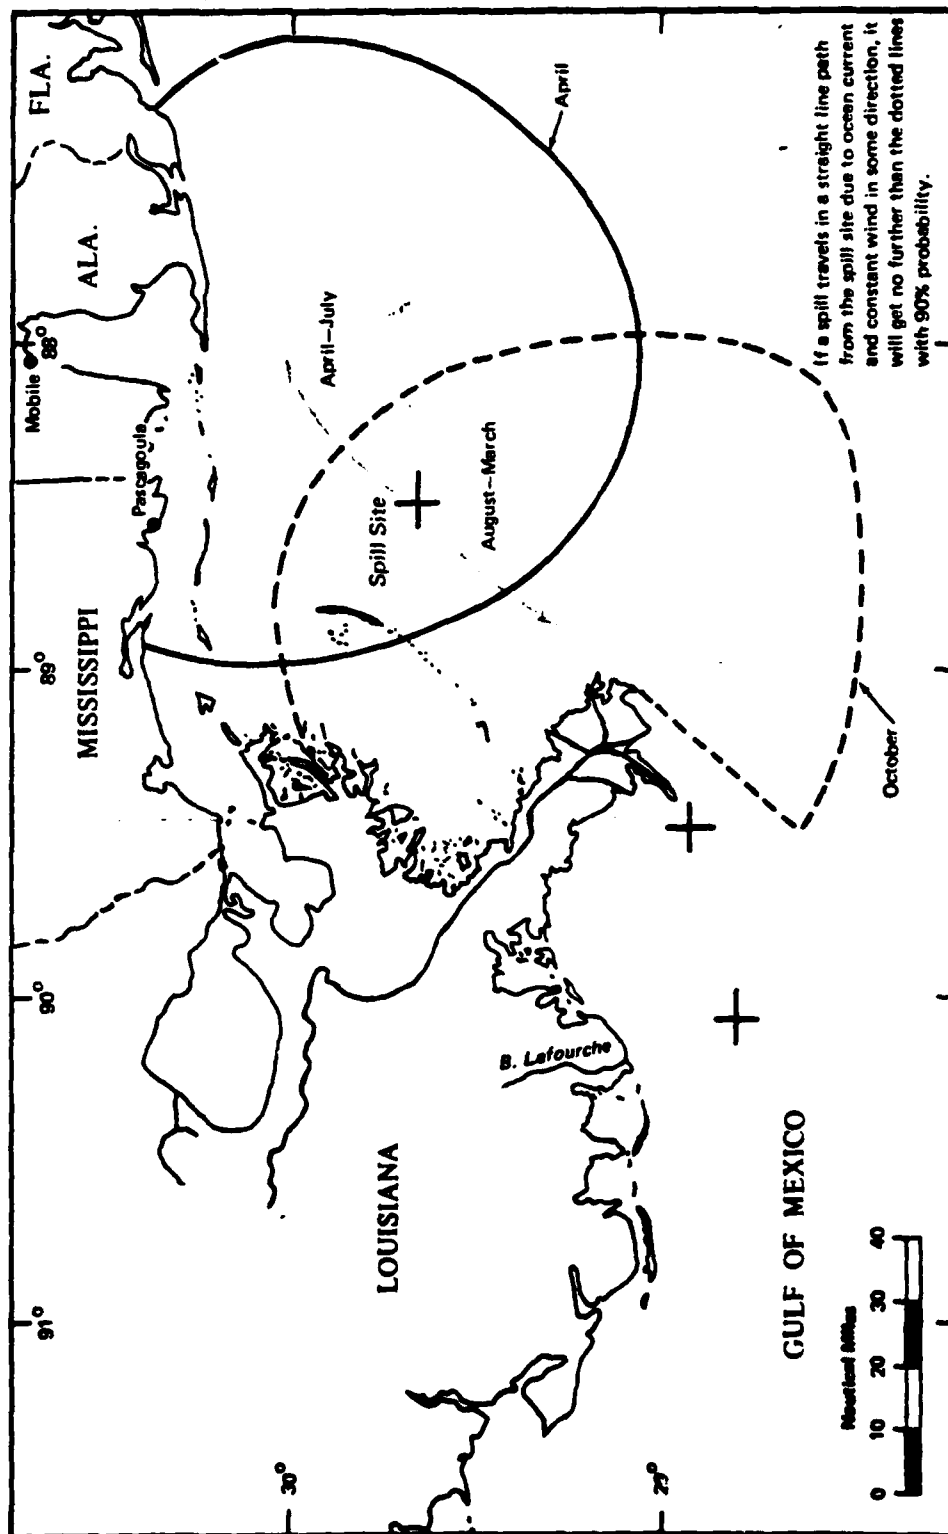 FLA.
ALA.
Mobile
88°
Pascagoula
MISSISSIPPI
89°
90°
91°
April
April–July
August–March
Spill Site
October
B. Lafourche
LOUISIANA
GULF OF MEXICO
30°
29°
If a spill travels in a straight line path
from the spill site due to ocean current
and constant wind in some direction, it
will get no further than the dotted lines
with 90% probability.
Nautical Miles
0 10 20 30 40